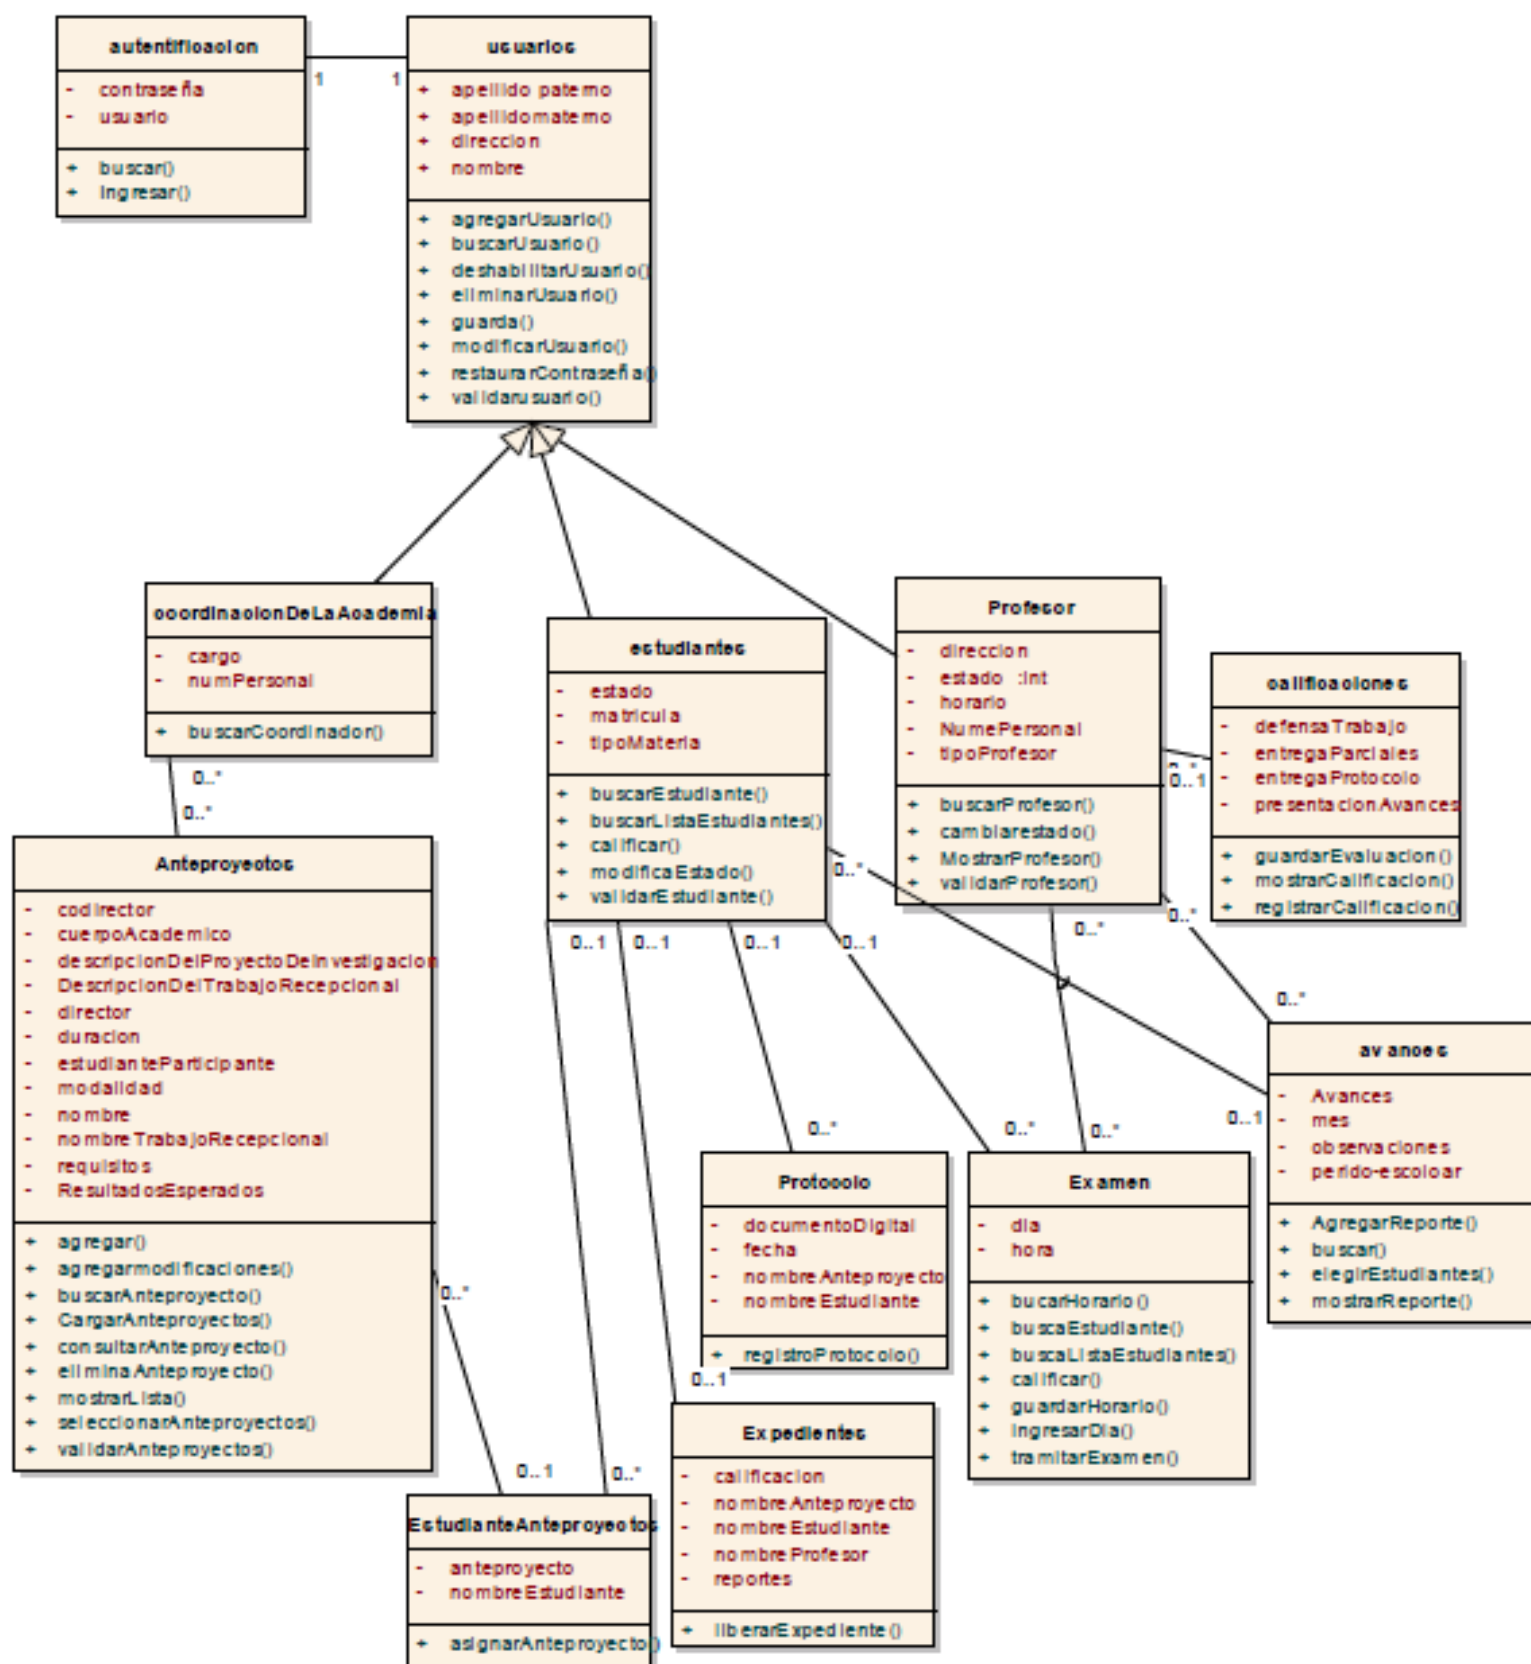 autentificacion
- contraseña
- usuario
+ buscar()
+ ingresar()
1
1
usuarios
+ apellido paterno
+ apellidomaterno
+ direccion
+ nombre
+ agregarUsuario()
+ buscarUsuario()
+ deshabilitarUsuario()
+ eliminarUsuario()
+ guarda()
+ modificarUsuario()
+ restaurarContraseña()
+ validarusuario()
coordinacionDeLaAcademia
- cargo
- numPersonal
+ buscarCoordinador()
0..*
0..*
estudiantes
- estado
- matricula
- tipoMateria
+ buscarEstudiante()
+ buscarListaEstudiantes()
+ calificar()
+ modificaEstado()
+ validarEstudiante()
0..1
0..1
0..1
0..1
0..*
Profesor
- direccion
- estado :int
- horario
- NumePersonal
- tipoProfesor
+ buscarProfesor()
+ cambiarestado()
+ MostrarProfesor()
+ validarProfesor()
0..1
0..*
0..*
calificaciones
- defensaTrabajo
- entregaParciales
- entregaProtocolo
- presentacionAvances
+ guardarEvaluacion()
+ mostrarCalificacion()
+ registrarCalificacion()
Anteproyectos
- codirector
- cuerpoAcademico
- descripcionDelProyectoDeInvestigacion
- DescripcionDelTrabajoRecepcional
- director
- duracion
- estudianteParticipante
- modalidad
- nombre
- nombreTrabajoRecepcional
- requisitos
- ResultadosEsperados
+ agregar()
+ agregarmodificaciones()
+ buscarAnteproyecto()
+ CargarAnteproyectos()
+ consultarAnteproyecto()
+ eliminaAnteproyecto()
+ mostrarLista()
+ seleccionarAnteproyectos()
+ validarAnteproyectos()
0..*
0..*
0..1
avances
- Avances
- mes
- observaciones
- perido-escoloar
+ AgregarReporte()
+ buscar()
+ elegirEstudiantes()
+ mostrarReporte()
0..*
Protocolo
- documentoDigital
- fecha
- nombreAnteproyecto
- nombreEstudiante
+ registroProtocolo()
0..*
0..*
Examen
- dia
- hora
+ bucarHorario()
+ buscaEstudiante()
+ buscaListaEstudiantes()
+ calificar()
+ guardarHorario()
+ ingresarDia()
+ tramitarExamen()
0..1
Expedientes
- calificacion
- nombreAnteproyecto
- nombreEstudiante
- nombreProfesor
- reportes
+ liberarExpediente()
0..1
0..*
EstudianteAnteproyectos
- anteproyecto
- nombreEstudiante
+ asignarAnteproyecto()